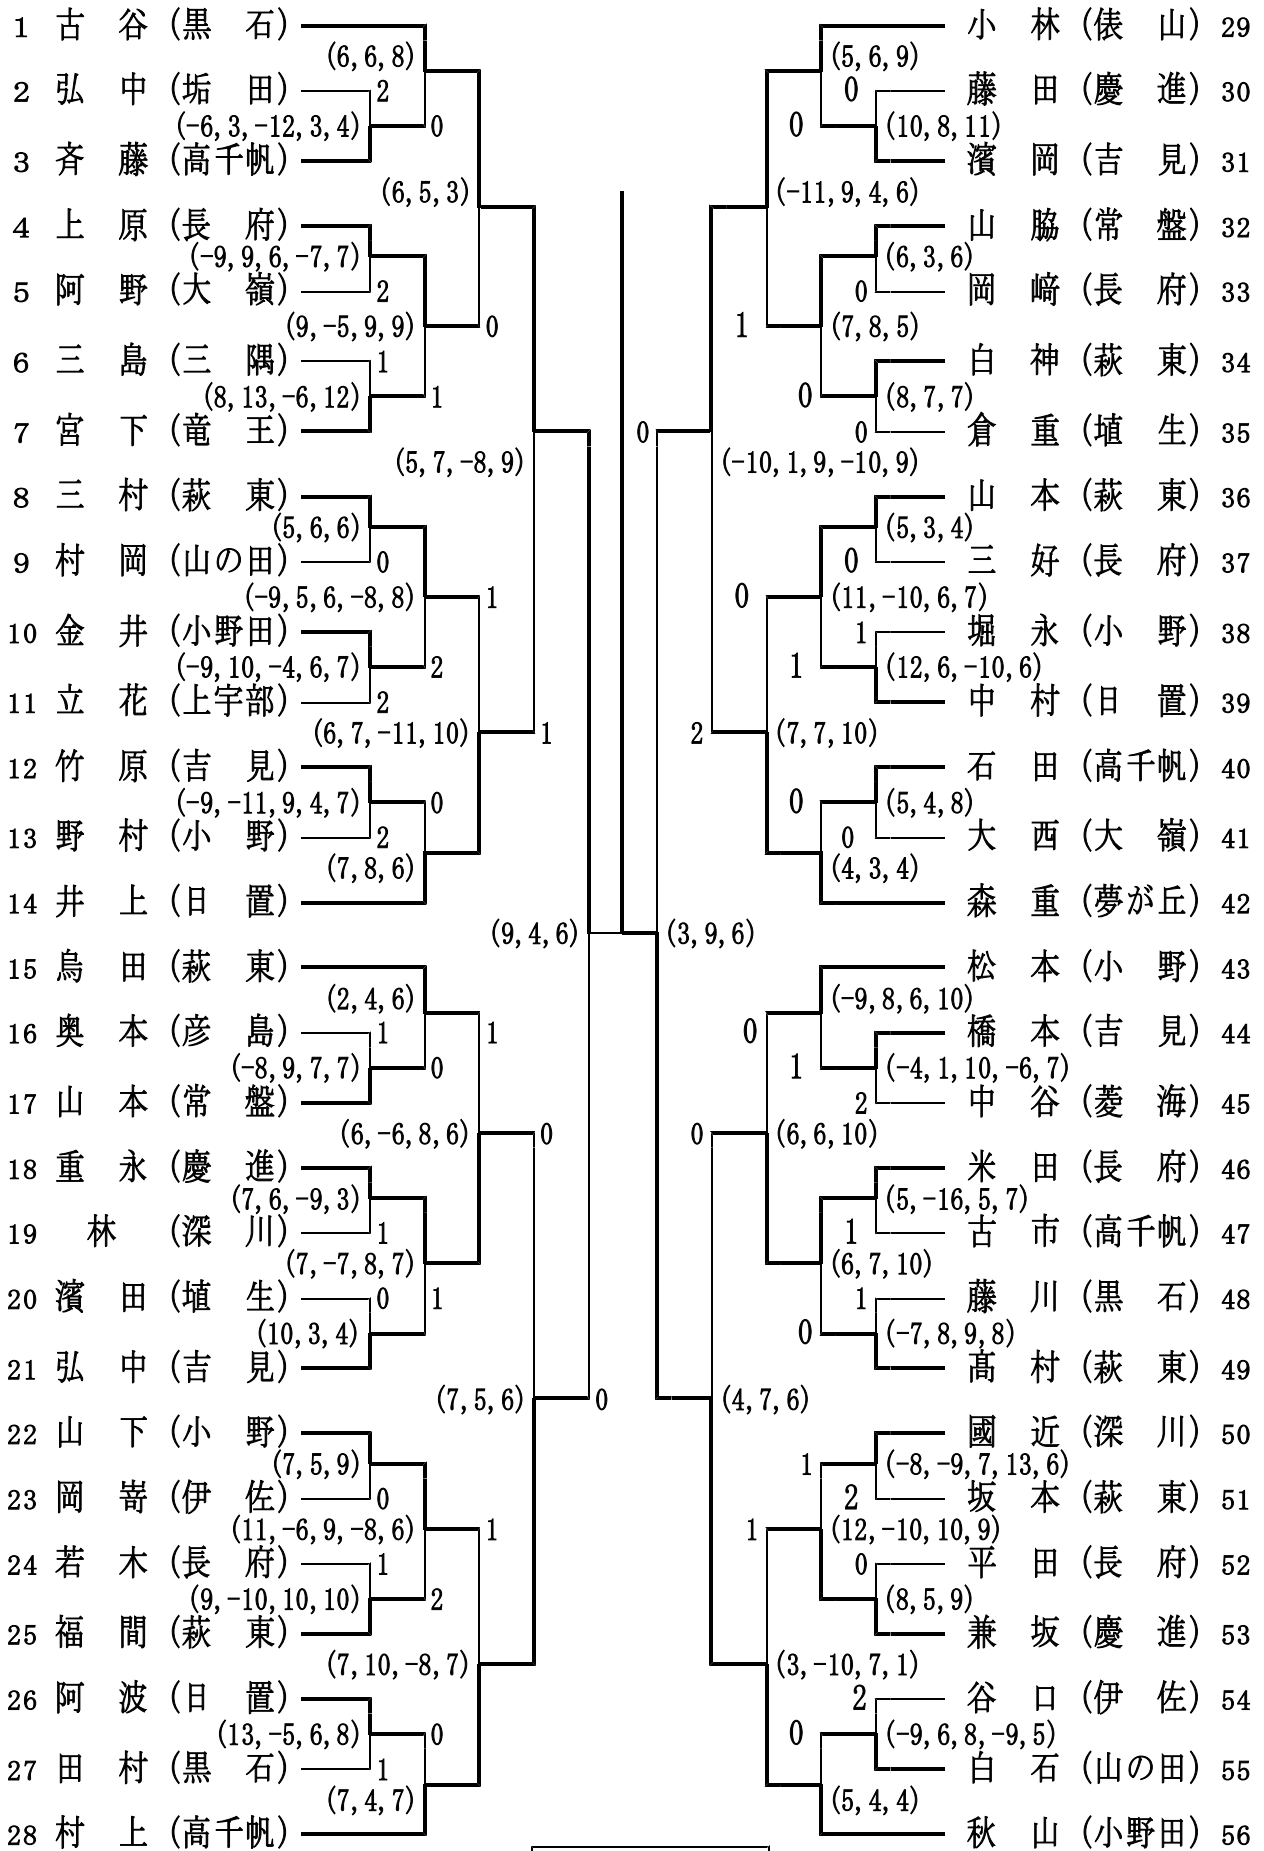 1 古 谷 (黒 石)
(6, 6, 8)
2 弘 中 (垢 田) 2
(-6, 3, -12, 3, 4) 0
3 斉 藤 (高千帆)
(6, 5, 3)
4 上 原 (長 府)
(-9, 9, 6, -7, 7)
5 阿 野 (大 嶺) 2
(9, -5, 9, 9) 0
6 三 島 (三 隅) 1
(8, 13, -6, 12) 1
7 宮 下 (竜 王)
(5, 7, -8, 9)
8 三 村 (萩 東)
(5, 6, 6)
9 村 岡 (山の田) 0
(-9, 5, 6, -8, 8) 1
10 金 井 (小野田)
(-9, 10, -4, 6, 7) 2
11 立 花 (上宇部) 2
(6, 7, -11, 10) 1
12 竹 原 (吉 見)
(-9, -11, 9, 4, 7) 0
13 野 村 (小 野) 2
(7, 8, 6)
14 井 上 (日 置)
(9, 4, 6)
15 烏 田 (萩 東)
(2, 4, 6)
16 奥 本 (彦 島) 1 1
(-8, 9, 7, 7) 0
17 山 本 (常 盤)
(6, -6, 8, 6) 0
18 重 永 (慶 進)
(7, 6, -9, 3)
19 林 (深 川) 1
(7, -7, 8, 7)
20 濱 田 (埴 生) 0 1
(10, 3, 4)
21 弘 中 (吉 見)
(7, 5, 6) 0
22 山 下 (小 野)
(7, 5, 9)
23 岡 嵜 (伊 佐) 0
(11, -6, 9, -8, 6) 1
24 若 木 (長 府) 1
(9, -10, 10, 10) 2
25 福 間 (萩 東)
(7, 10, -8, 7)
26 阿 波 (日 置)
(13, -5, 6, 8) 0
27 田 村 (黒 石) 1
(7, 4, 7)
28 村 上 (高千帆)
小 林 (俵 山) 29
(5, 6, 9)
0 藤 田 (慶 進) 30
0 (10, 8, 11)
濱 岡 (吉 見) 31
(-11, 9, 4, 6)
山 脇 (常 盤) 32
(6, 3, 6)
0 岡 﨑 (長 府) 33
1 (7, 8, 5)
白 神 (萩 東) 34
0 (8, 7, 7)
0 0 倉 重 (埴 生) 35
(-10, 1, 9, -10, 9)
山 本 (萩 東) 36
(5, 3, 4)
0 三 好 (長 府) 37
0 (11, -10, 6, 7)
1 堀 永 (小 野) 38
1 (12, 6, -10, 6)
中 村 (日 置) 39
2 (7, 7, 10)
石 田 (高千帆) 40
0 (5, 4, 8)
0 大 西 (大 嶺) 41
(4, 3, 4)
森 重 (夢が丘) 42
(3, 9, 6)
松 本 (小 野) 43
(-9, 8, 6, 10)
0 橋 本 (吉 見) 44
1 (-4, 1, 10, -6, 7)
2 中 谷 (菱 海) 45
0 (6, 6, 10)
米 田 (長 府) 46
(5, -16, 5, 7)
1 古 市 (高千帆) 47
(6, 7, 10)
1 藤 川 (黒 石) 48
0 (-7, 8, 9, 8)
髙 村 (萩 東) 49
(4, 7, 6)
國 近 (深 川) 50
1 (-8, -9, 7, 13, 6)
2 坂 本 (萩 東) 51
1 (12, -10, 10, 9)
0 平 田 (長 府) 52
(8, 5, 9)
兼 坂 (慶 進) 53
(3, -10, 7, 1)
2 谷 口 (伊 佐) 54
0 (-9, 6, 8, -9, 5)
白 石 (山の田) 55
(5, 4, 4)
秋 山 (小野田) 56